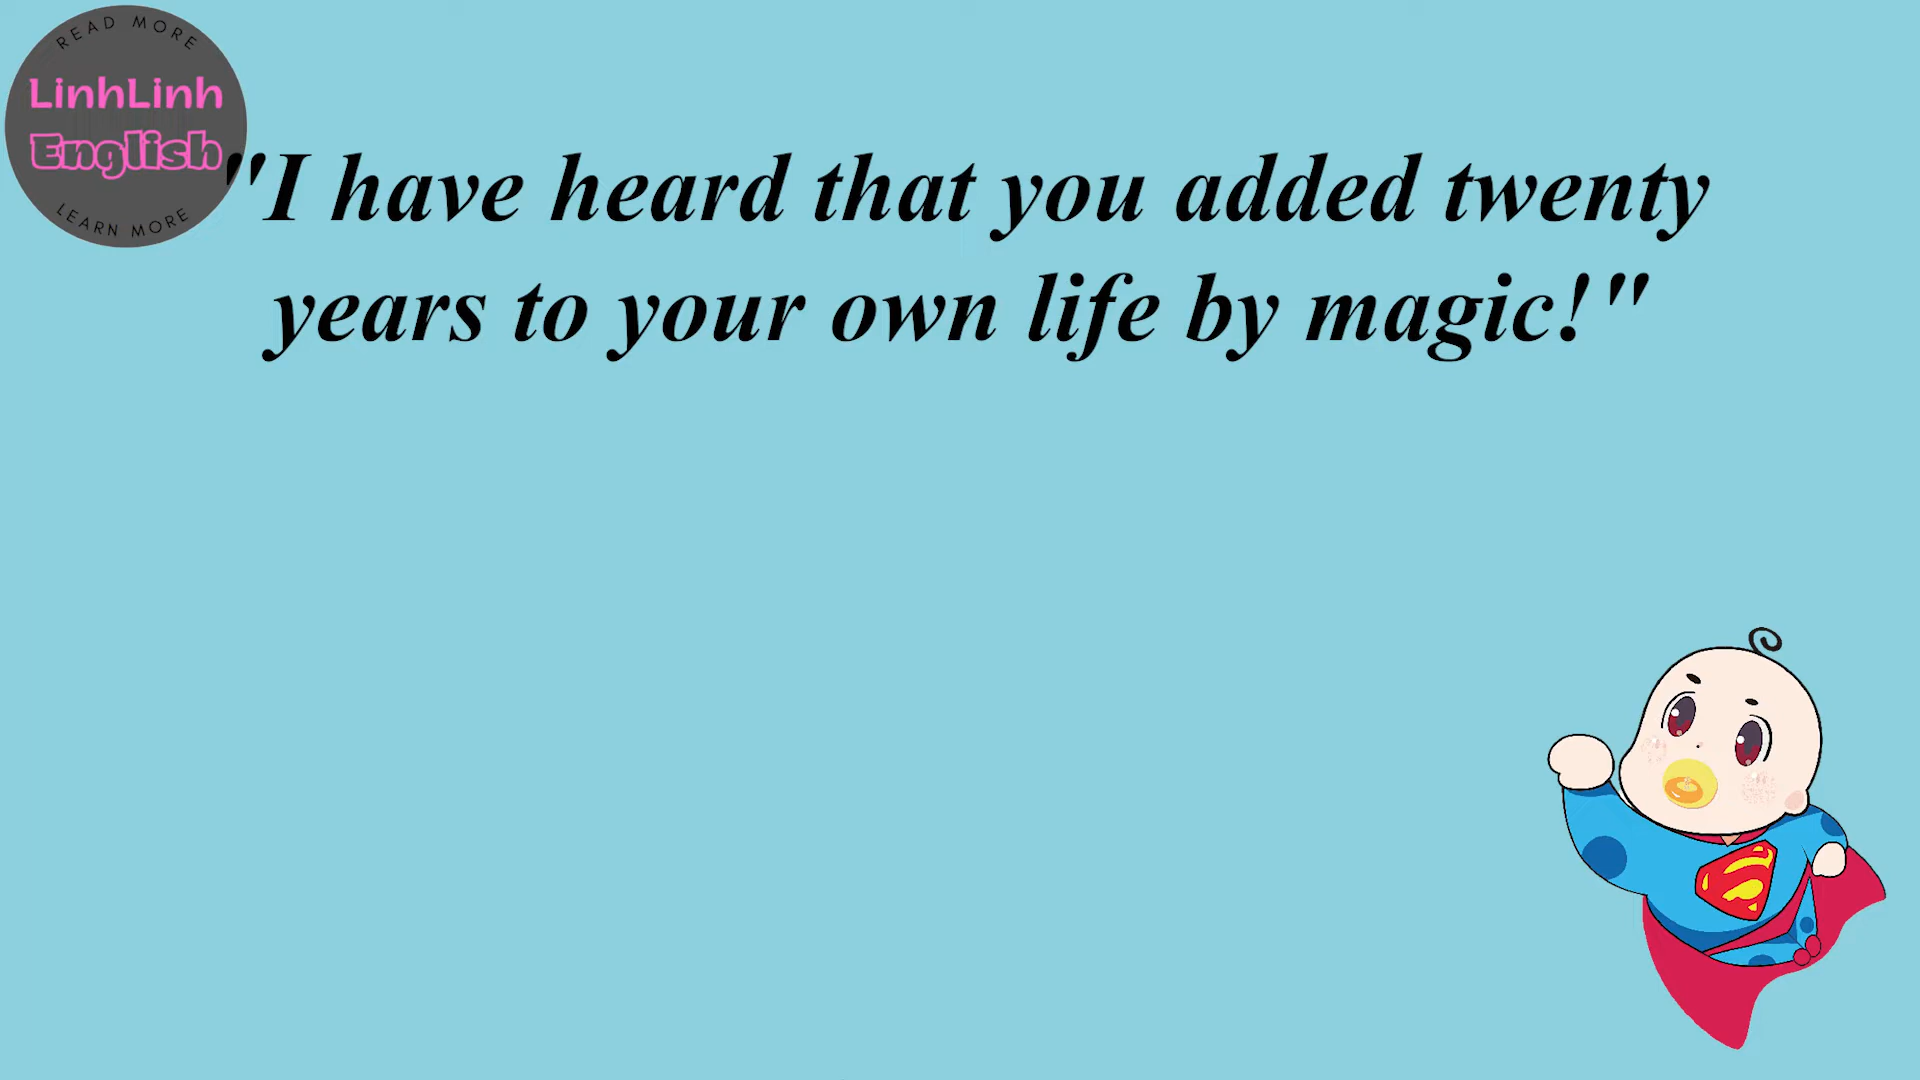 READ MORE
LinhLinh
English
LEARN MORE
"I have heard that you added twenty
years to your own life by magic!"